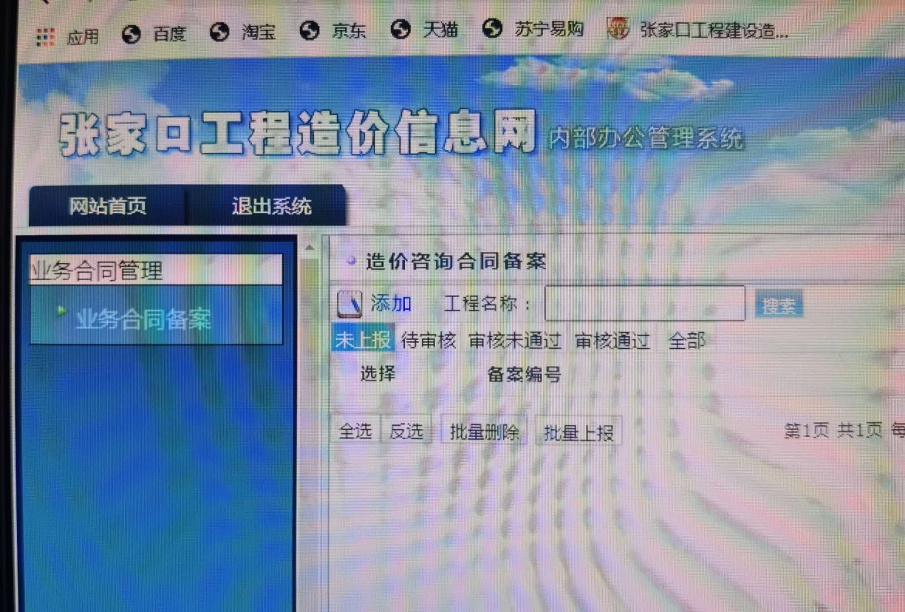 应用 百度 淘宝 京东 天猫 苏宁易购 张家口工程建设造...
张家口工程造价信息网 内部办公管理系统
网站首页 退出系统
业务合同管理
业务合同备案
造价咨询合同备案
添加 工程名称： 搜索
未上报 待审核 审核未通过 审核通过 全部
选择 备案编号
全选 反选 批量删除 批量上报 第1页 共1页 每